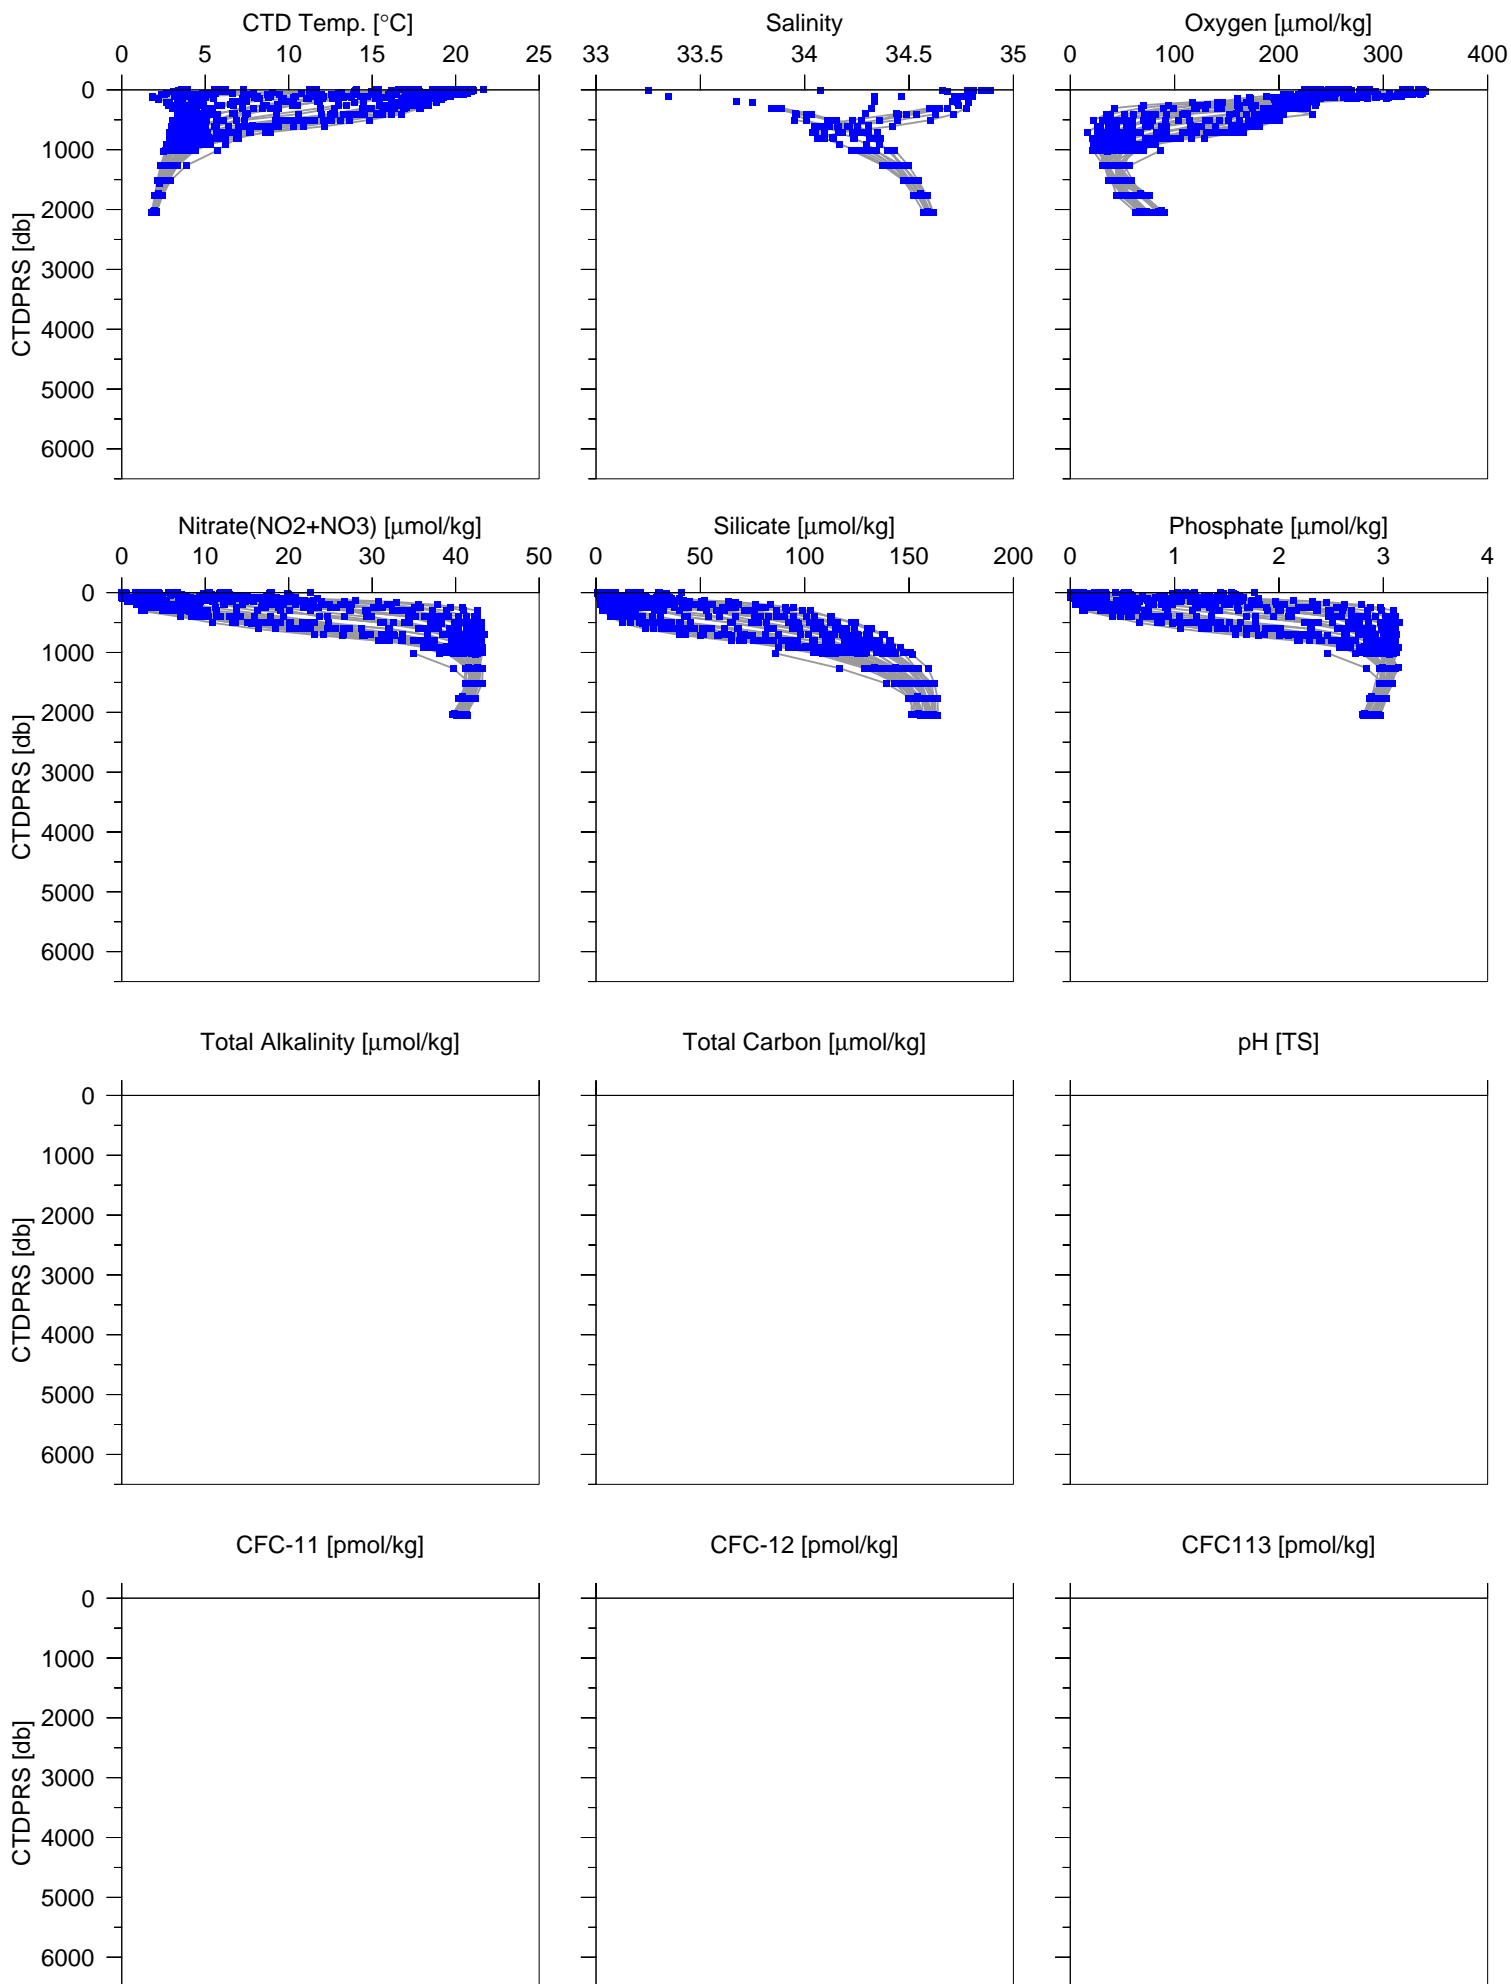 CTD Temp. [°C] Salinity Oxygen [μmol/kg]
0 5 10 15 20 25 33 33.5 34 34.5 35 0 100 200 300 400
0
1000
2000
3000
4000
5000
6000
CTDPRS [db]
Nitrate(NO2+NO3) [μmol/kg] Silicate [μmol/kg] Phosphate [μmol/kg]
0 10 20 30 40 50 0 50 100 150 200 0 1 2 3 4
0
1000
2000
3000
4000
5000
6000
CTDPRS [db]
Total Alkalinity [μmol/kg] Total Carbon [μmol/kg] pH [TS]
0
1000
2000
3000
4000
5000
6000
CTDPRS [db]
CFC-11 [pmol/kg] CFC-12 [pmol/kg] CFC113 [pmol/kg]
0
1000
2000
3000
4000
5000
6000
CTDPRS [db]